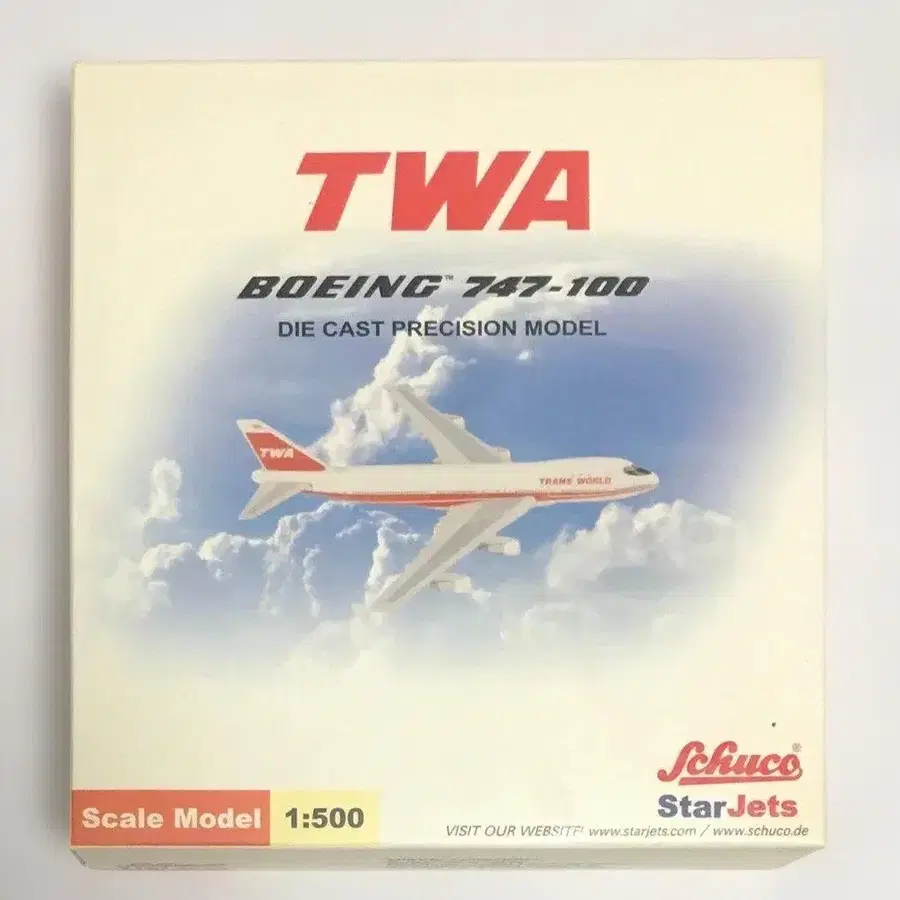 TWA
BOEING™ 747-100
DIE CAST PRECISION MODEL
TWA
TRANS WORLD
Schuco®
StarJets
Scale Model 1:500
VISIT OUR WEBSITE! www.starjets.com / www.schuco.de